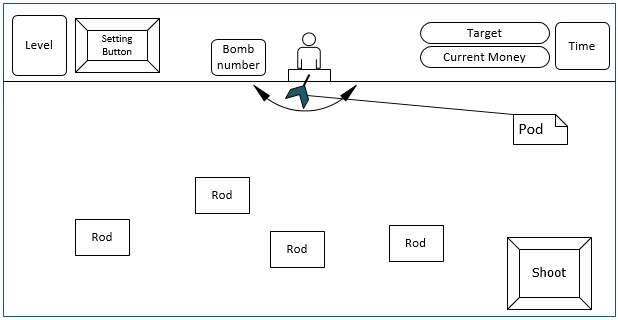 Level
Setting
Button
Bomb
number
Target
Current Money
Time
Pod
Rod
Rod
Rod
Rod
Shoot